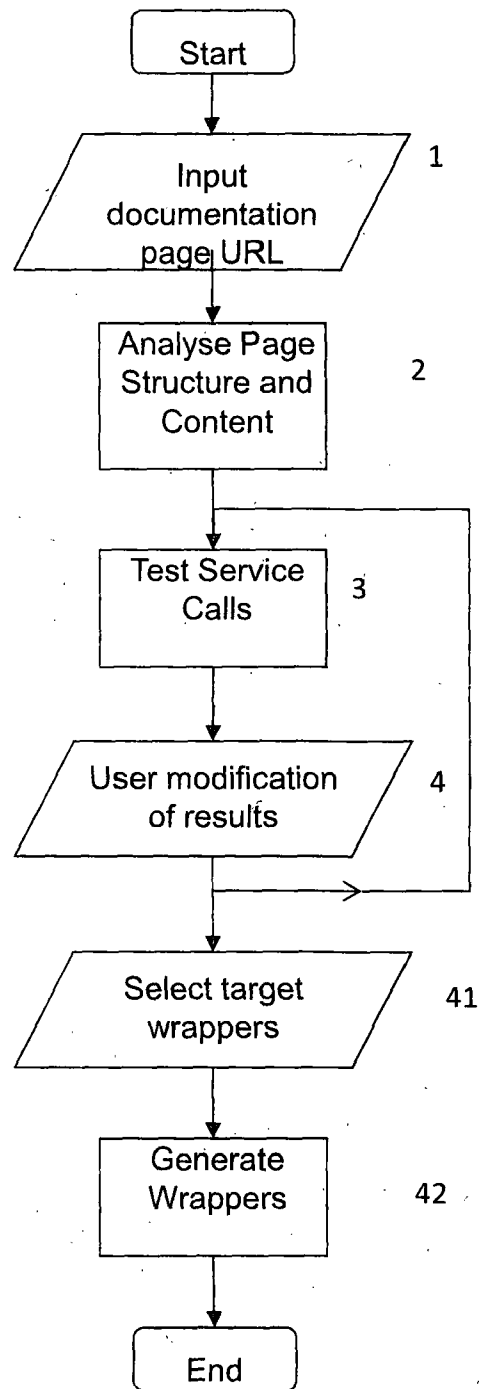 Start
1
Input
documentation
page URL
Analyse Page
Structure and
Content
2
Test Service
Calls
3
User modification
of results
4
Select target
wrappers
41
Generate
Wrappers
42
End